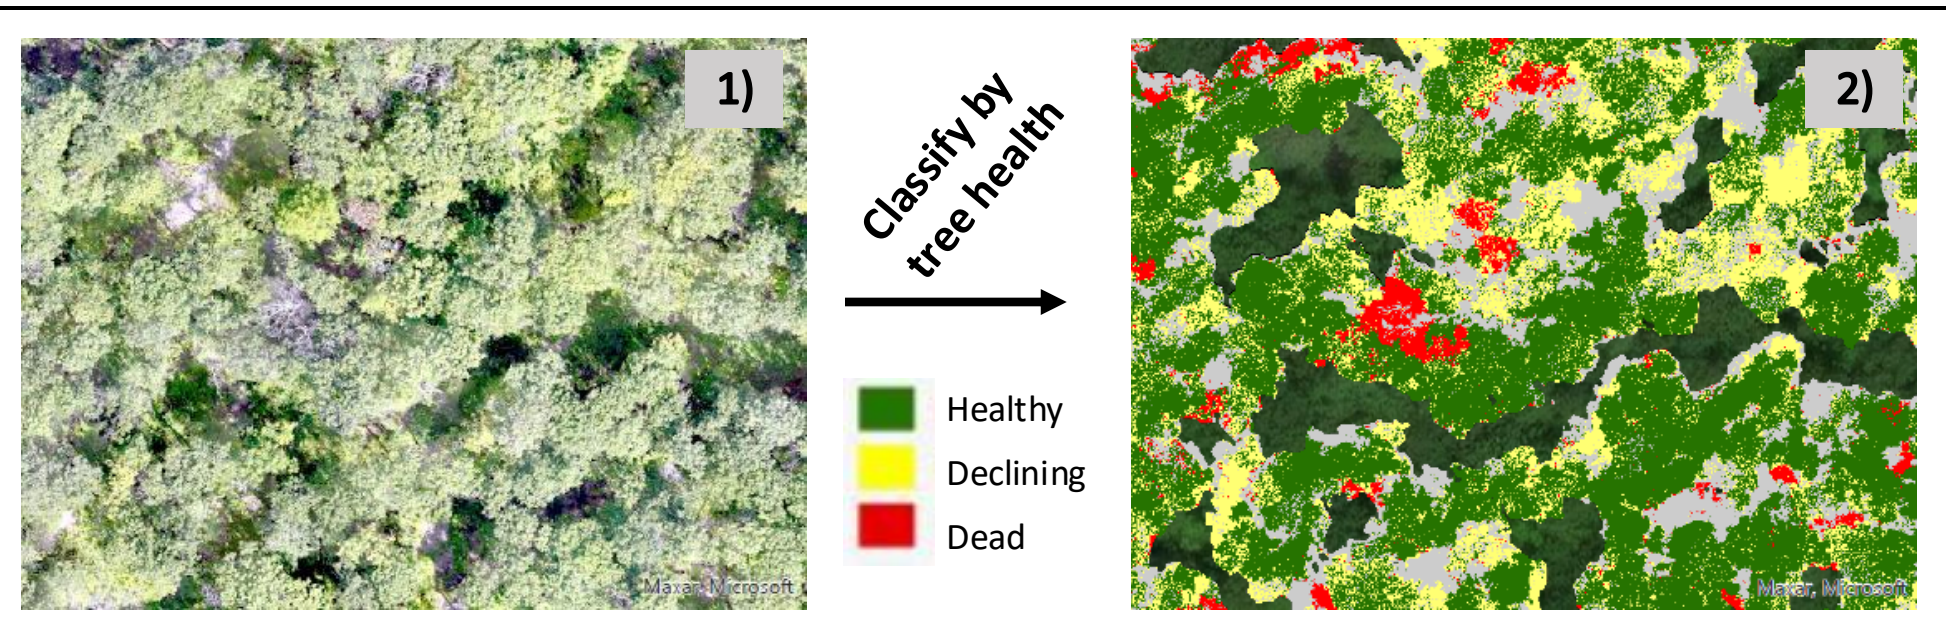 1)
Classify by
tree health
Healthy
Declining
Dead
Maxar, Microsoft
2)
Maxar, Microsoft